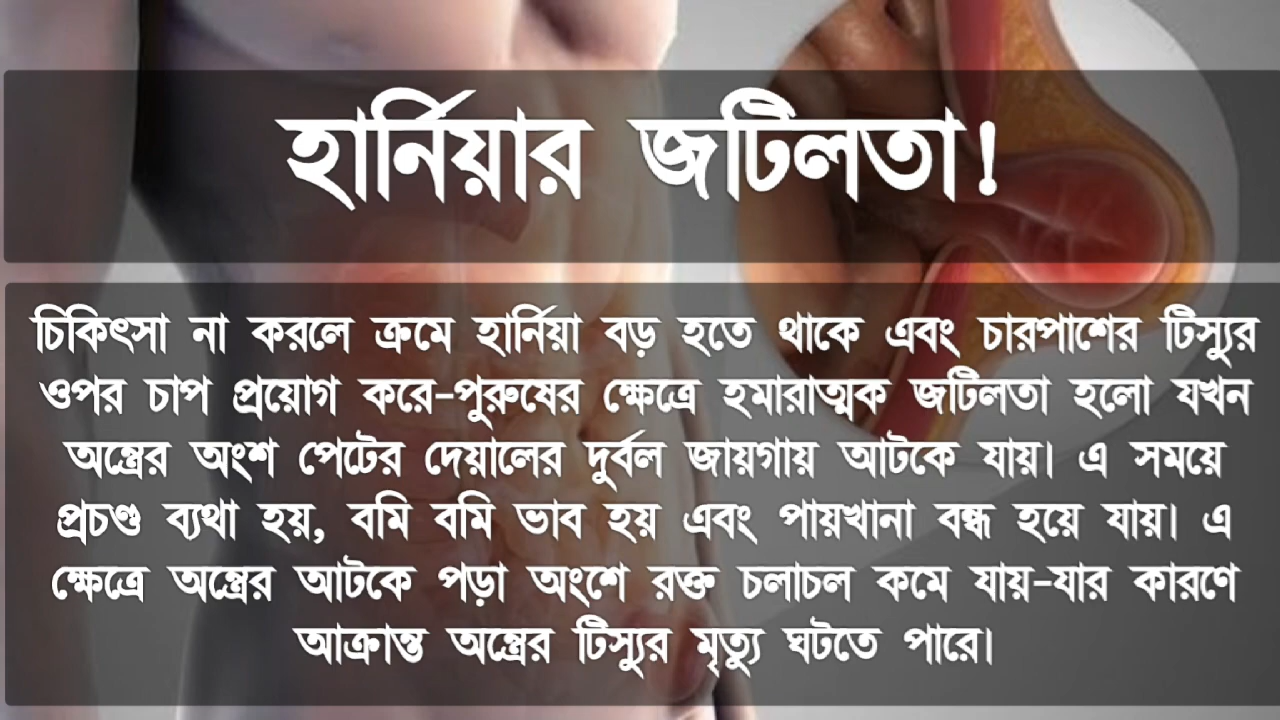 হার্নিয়ার জটিলতা!
চিকিৎসা না করলে ক্রমে হার্নিয়া বড় হতে থাকে এবং চারপাশের টিস্যুর
ওপর চাপ প্রয়োগ করে-পুরুষের ক্ষেত্রে হমারাত্মক জটিলতা হলো যখন
অন্ত্রের অংশ পেটের দেয়ালের দুর্বল জায়গায় আটকে যায়। এ সময়ে
প্রচণ্ড ব্যথা হয়, বমি বমি ভাব হয় এবং পায়খানা বন্ধ হয়ে যায়। এ
ক্ষেত্রে অন্ত্রের আটকে পড়া অংশে রক্ত চলাচল কমে যায়-যার কারণে
আক্রান্ত অন্ত্রের টিস্যুর মৃত্যু ঘটতে পারে।